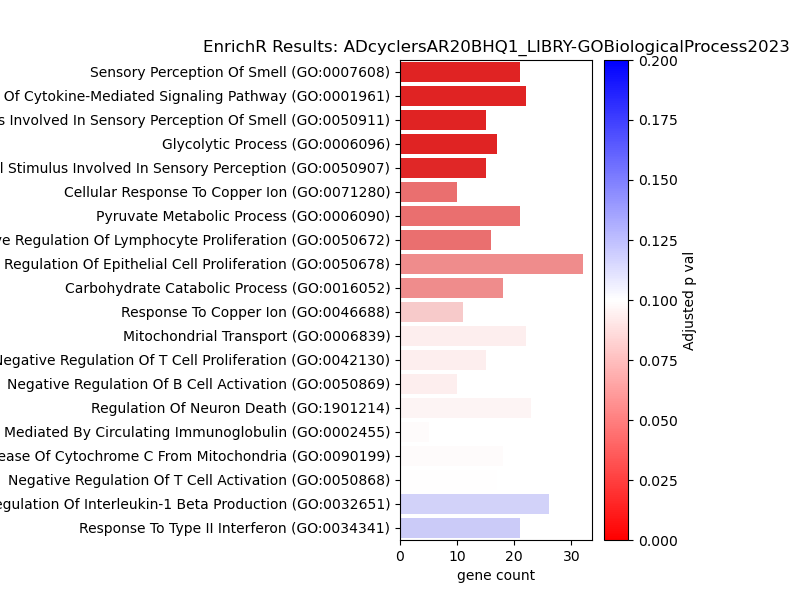 EnrichR Results: ADcyclersAR20BHQ1_LIBRY-GOBiologicalProcess2023
Sensory Perception Of Smell (GO:0007608)
Of Cytokine-Mediated Signaling Pathway (GO:0001961)
Involved In Sensory Perception Of Smell (GO:0050911)
Glycolytic Process (GO:0006096)
Stimulus Involved In Sensory Perception (GO:0050907)
Cellular Response To Copper Ion (GO:0071280)
Pyruvate Metabolic Process (GO:0006090)
Regulation Of Lymphocyte Proliferation (GO:0050672)
Regulation Of Epithelial Cell Proliferation (GO:0050678)
Carbohydrate Catabolic Process (GO:0016052)
Response To Copper Ion (GO:0046688)
Mitochondrial Transport (GO:0006839)
Negative Regulation Of T Cell Proliferation (GO:0042130)
Negative Regulation Of B Cell Activation (GO:0050869)
Regulation Of Neuron Death (GO:1901214)
Mediated By Circulating Immunoglobulin (GO:0002455)
Of Cytochrome C From Mitochondria (GO:0090199)
Negative Regulation Of T Cell Activation (GO:0050868)
Regulation Of Interleukin-1 Beta Production (GO:0032651)
Response To Type II Interferon (GO:0034341)
0 10 20 30
gene count
0.200
0.175
0.150
0.125
0.100
0.075
0.050
0.025
0.000
Adjusted p val